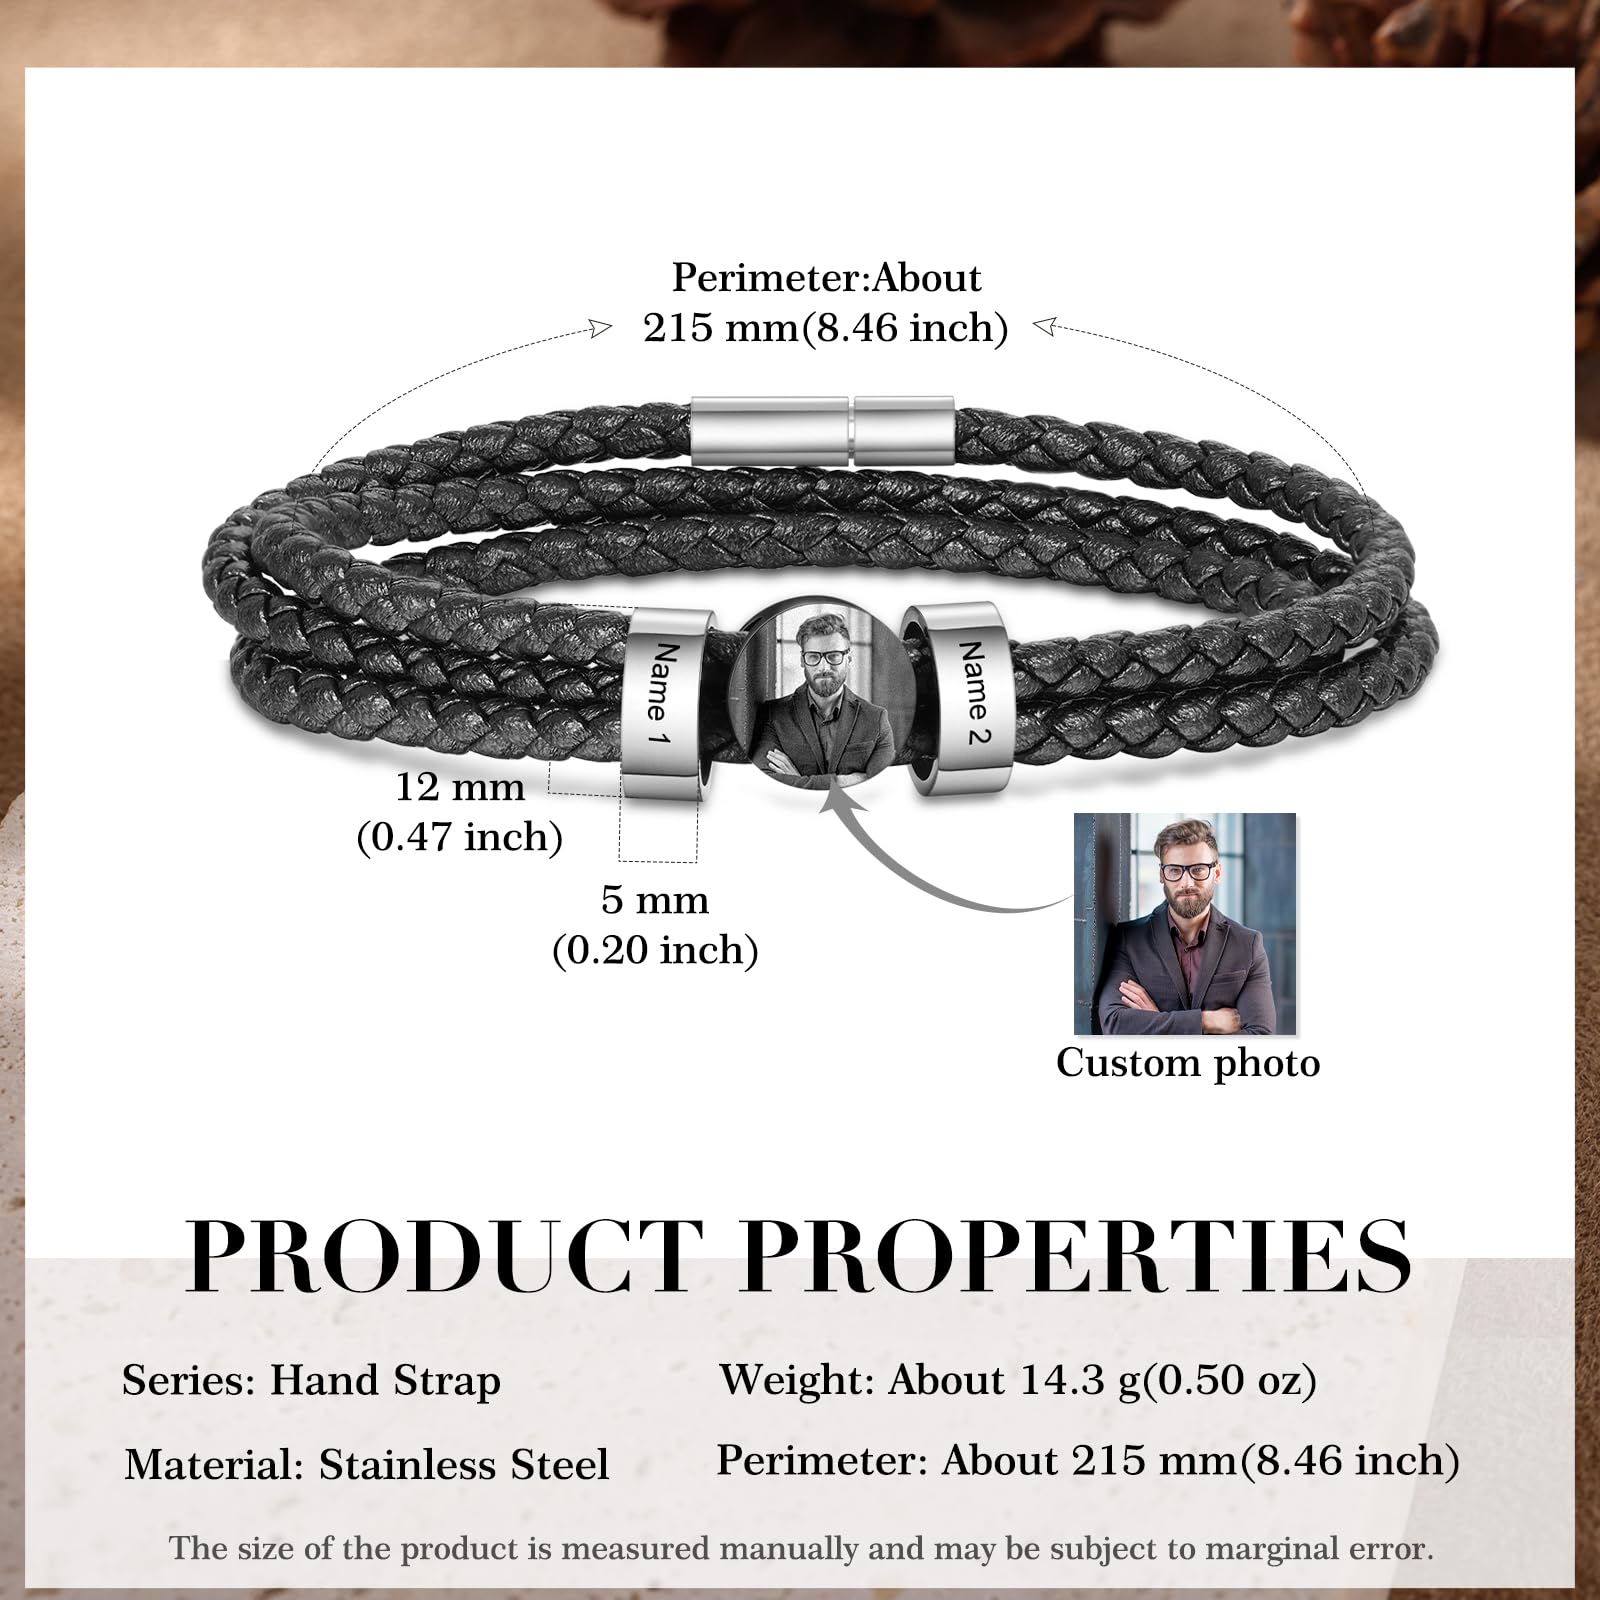 Perimeter:About
215 mm(8.46 inch)
Name 1
Name 2
12 mm
(0.47 inch)
5 mm
(0.20 inch)
Custom photo
PRODUCT PROPERTIES
Series: Hand Strap
Weight: About 14.3 g(0.50 oz)
Material: Stainless Steel
Perimeter: About 215 mm(8.46 inch)
The size of the product is measured manually and may be subject to marginal error.